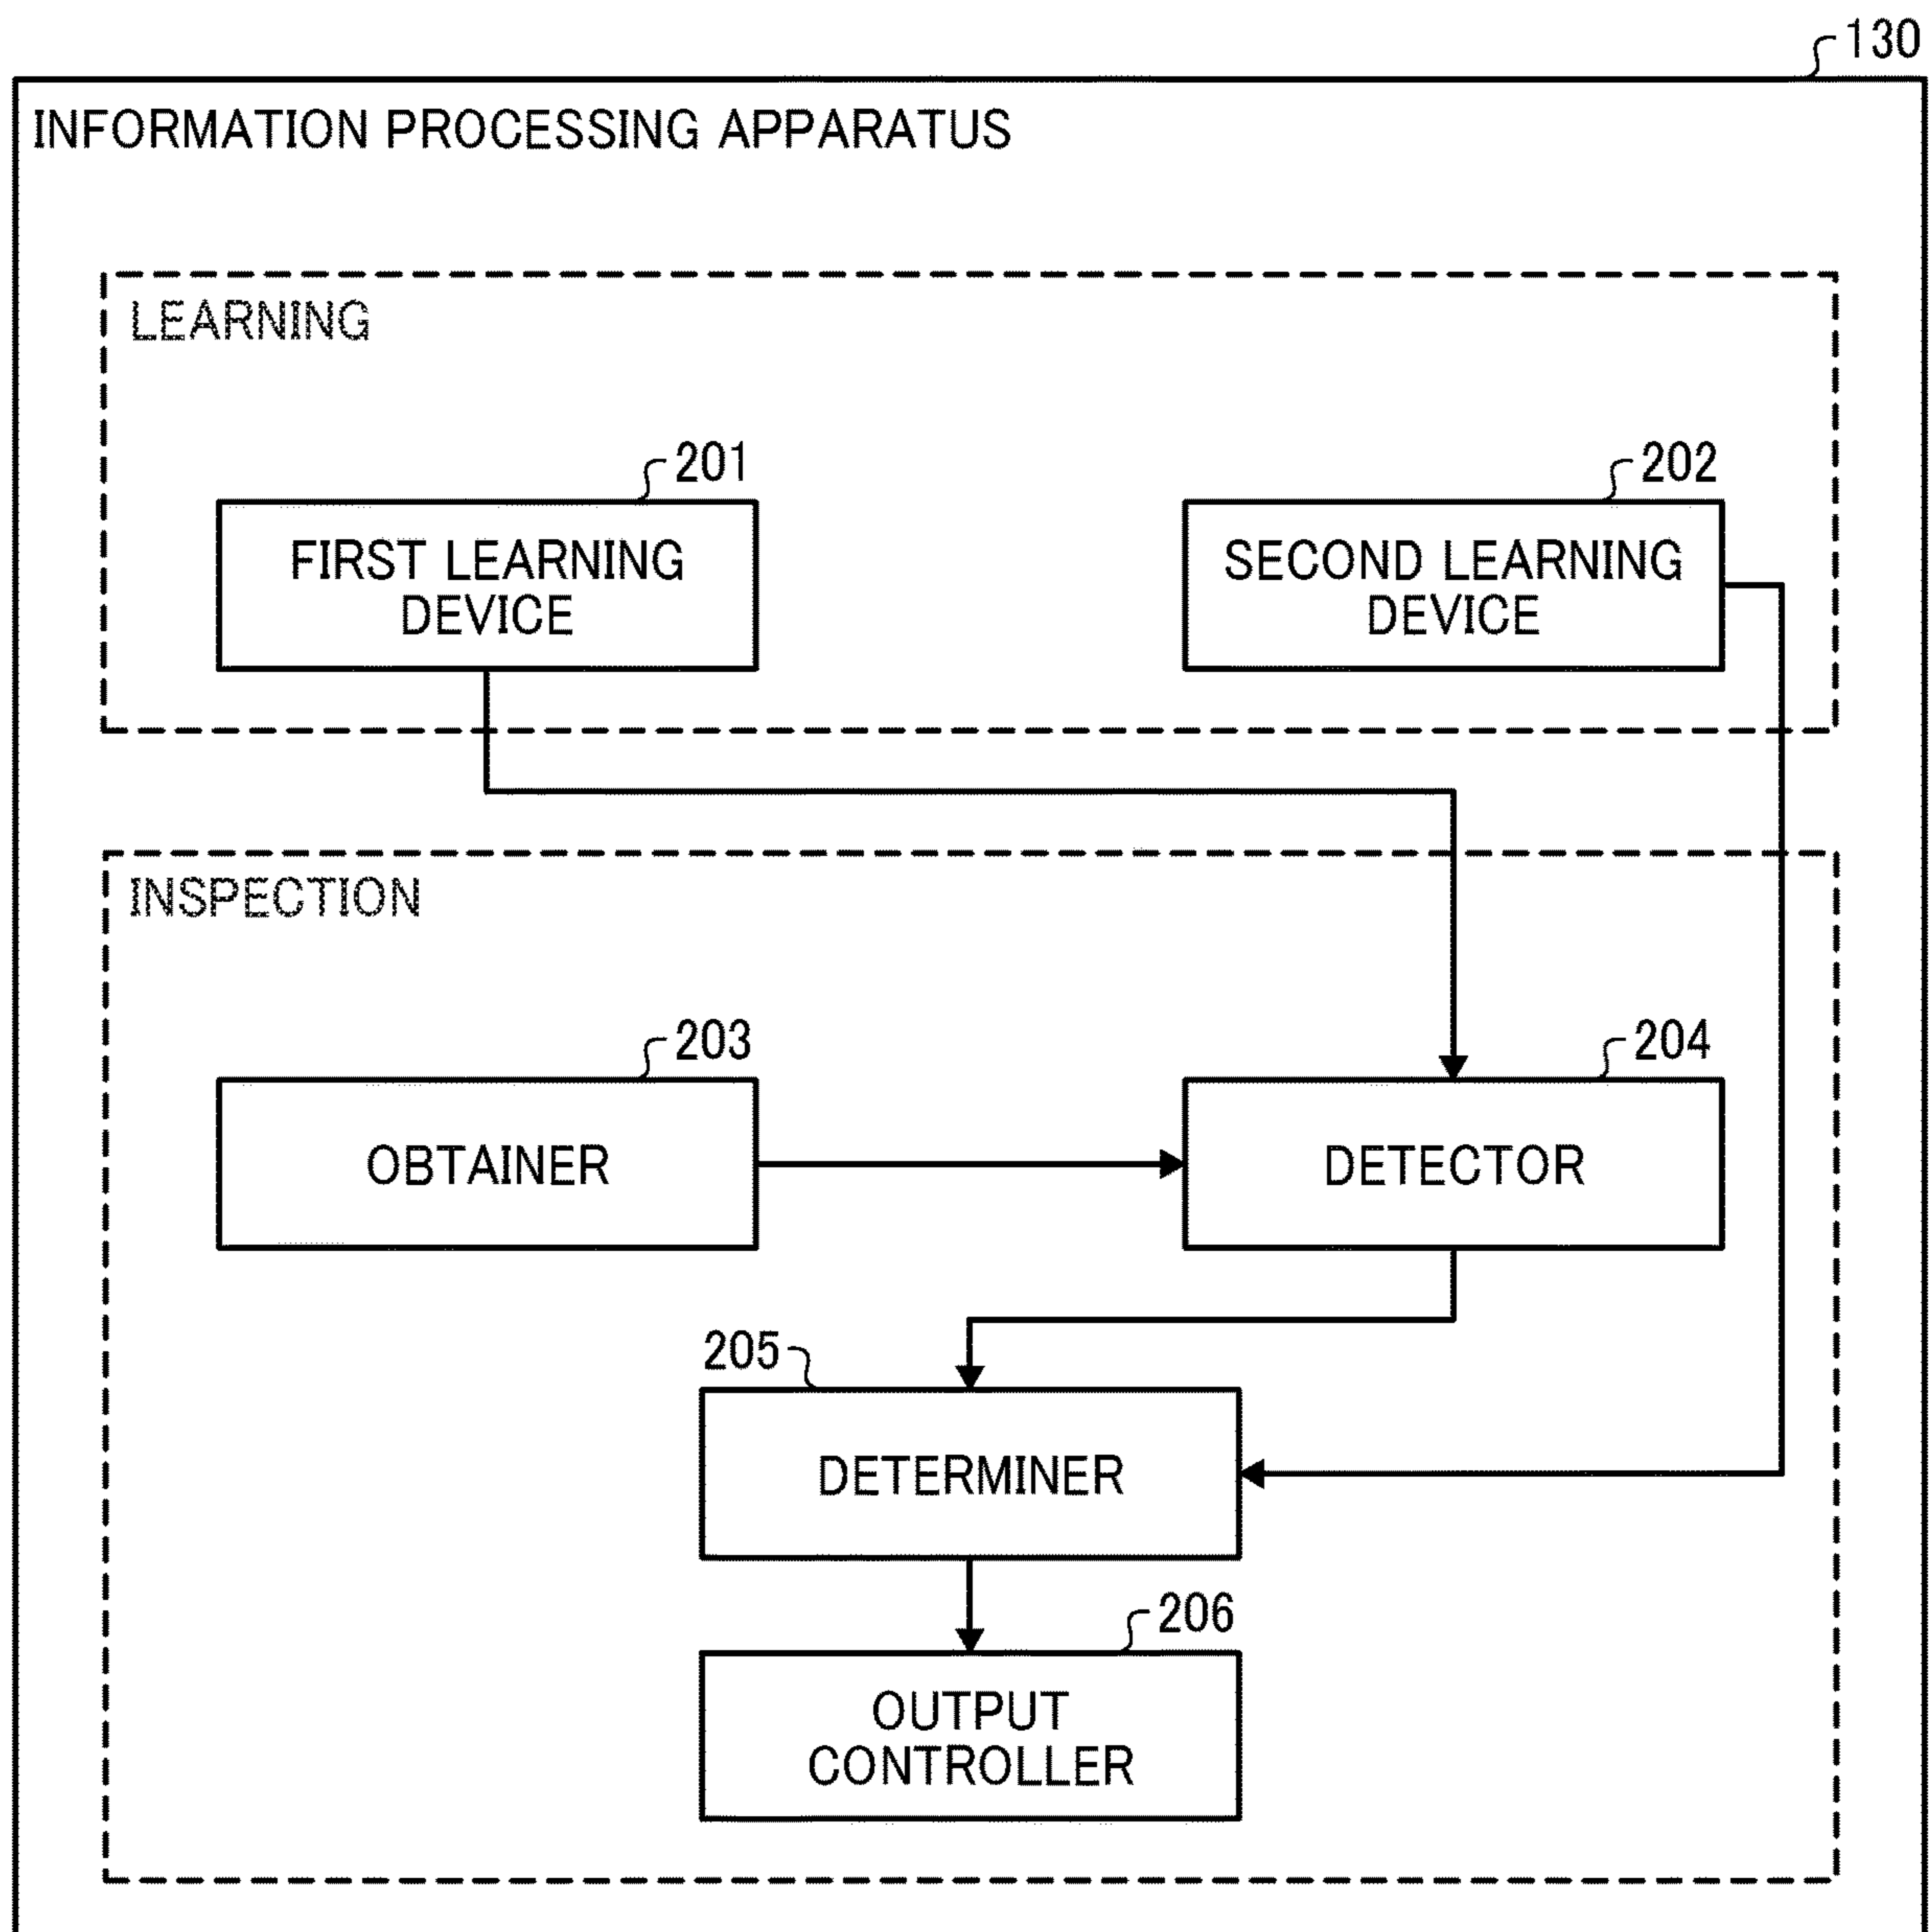 130
INFORMATION PROCESSING APPARATUS
LEARNING
201
FIRST LEARNING
DEVICE
202
SECOND LEARNING
DEVICE
INSPECTION
203
OBTAINER
204
DETECTOR
205
DETERMINER
206
OUTPUT
CONTROLLER